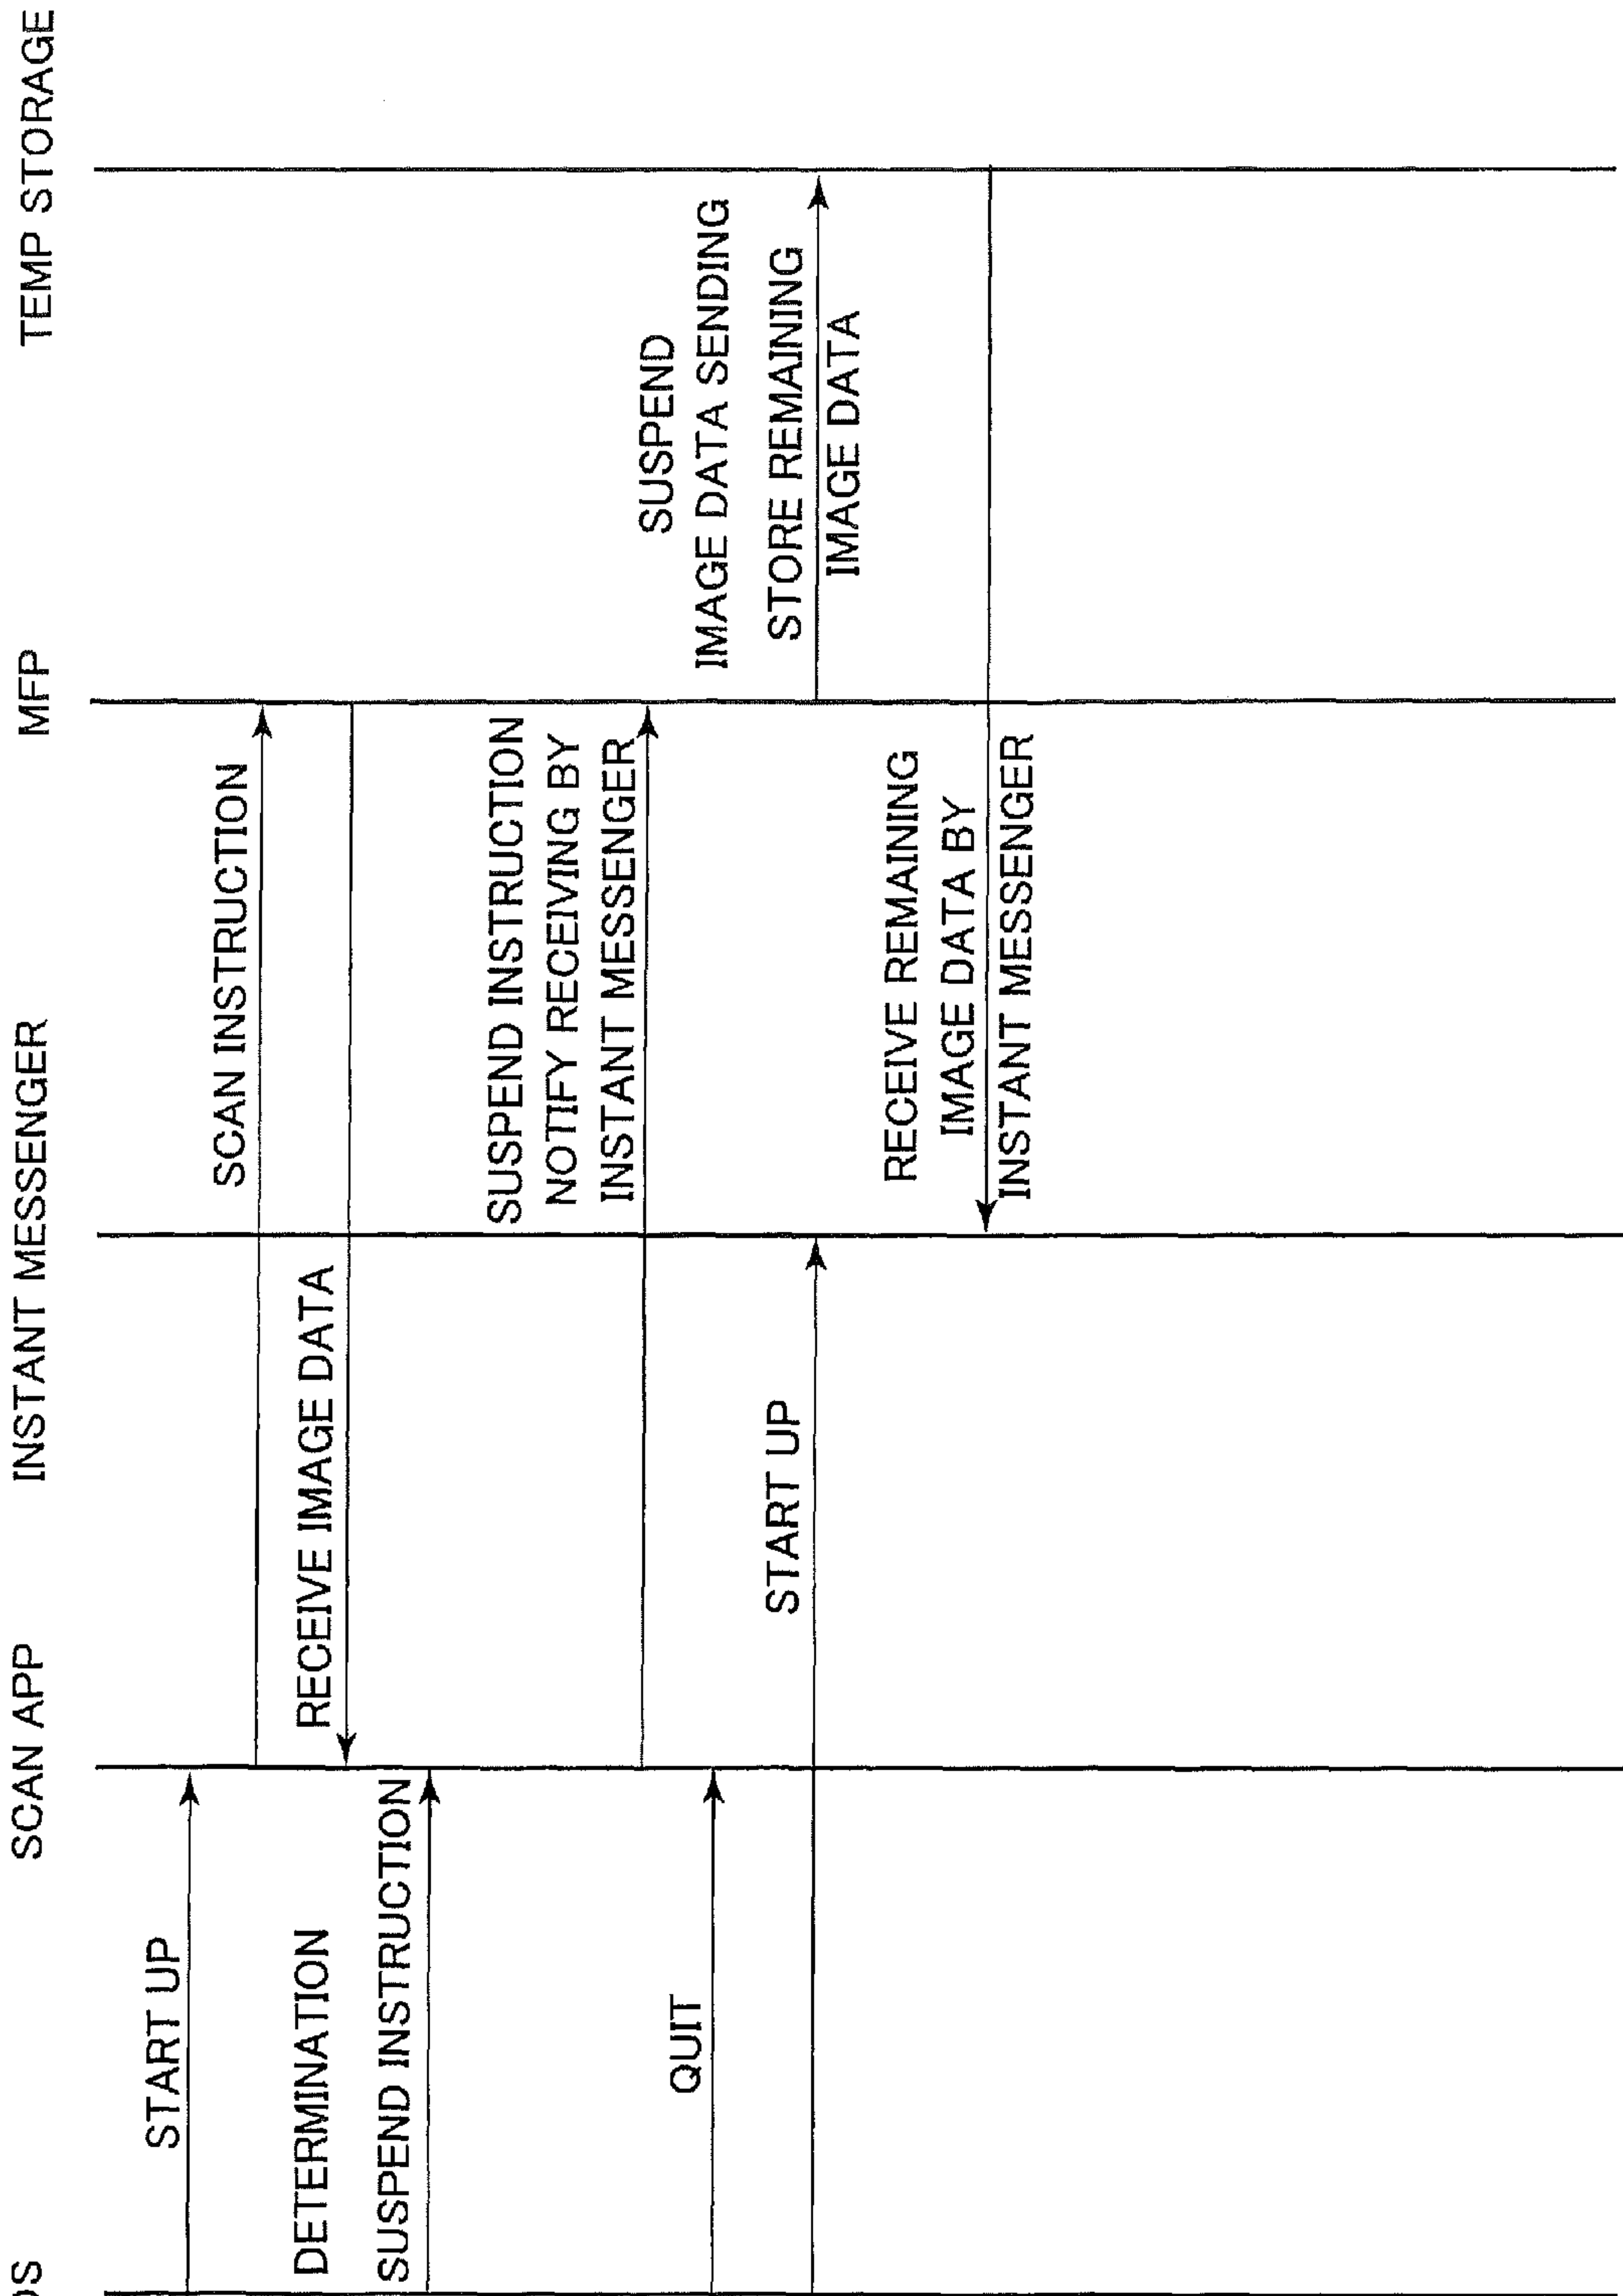 SCAN APP
INSTANT MESSENGER
MFP
TEMP STORAGE
START UP
SCAN INSTRUCTION
DETERMINATION
RECEIVE IMAGE DATA
SUSPEND INSTRUCTION
SUSPEND INSTRUCTION
NOTIFY RECEIVING BY
INSTANT MESSENGER
SUSPEND
IMAGE DATA SENDING
QUIT
START UP
STORE REMAINING
IMAGE DATA
RECEIVE REMAINING
IMAGE DATA BY
INSTANT MESSENGER